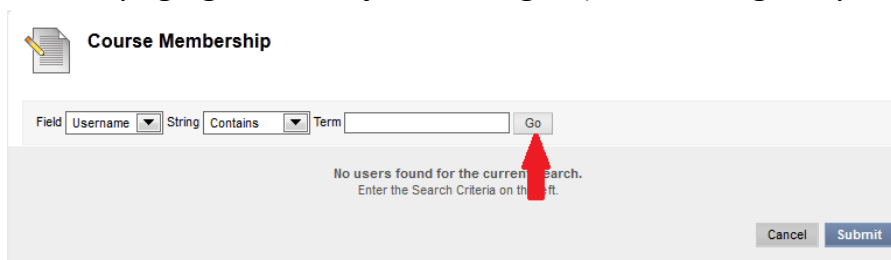 Course Membership
Field Username String Contains Term Go
No users found for the current search.
Enter the Search Criteria on the left.
Cancel Submit